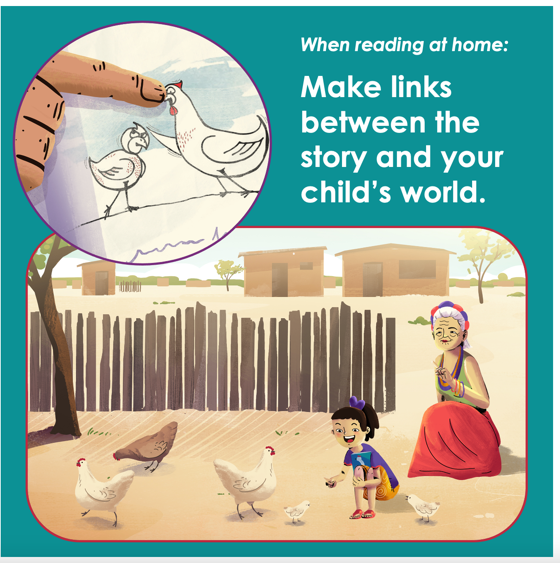 When reading at home:
Make links
between the
story and your
child's world.